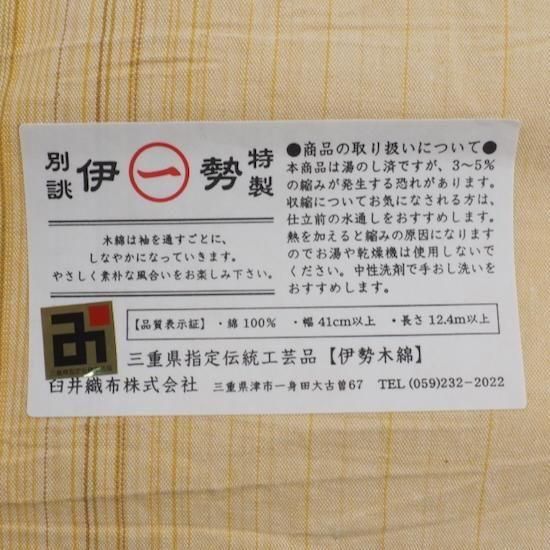 別誂 伊 一 勢 特製
木綿は袖を通すごとに、
しなやかになっていきます。
やさしく素朴な風合いをお楽しみ下さい。
●商品の取り扱いについて●
本商品は湯のし済ですが、3〜5%
の縮みが発生する恐れがあります。
収縮についてお気になされる方は、
仕立前の水通しをおすすめします。
熱を加えると縮みの原因になります
のでお湯や乾燥機は使用しないで
ください。中性洗剤で手おし洗いを
おすすめします。
【品質表示証】・綿100% ・幅41cm以上 ・長さ12.4m以上
三重県指定伝統工芸品【伊勢木綿】
臼井織布株式会社 三重県津市一身田大古曽67 TEL(059)232-2022